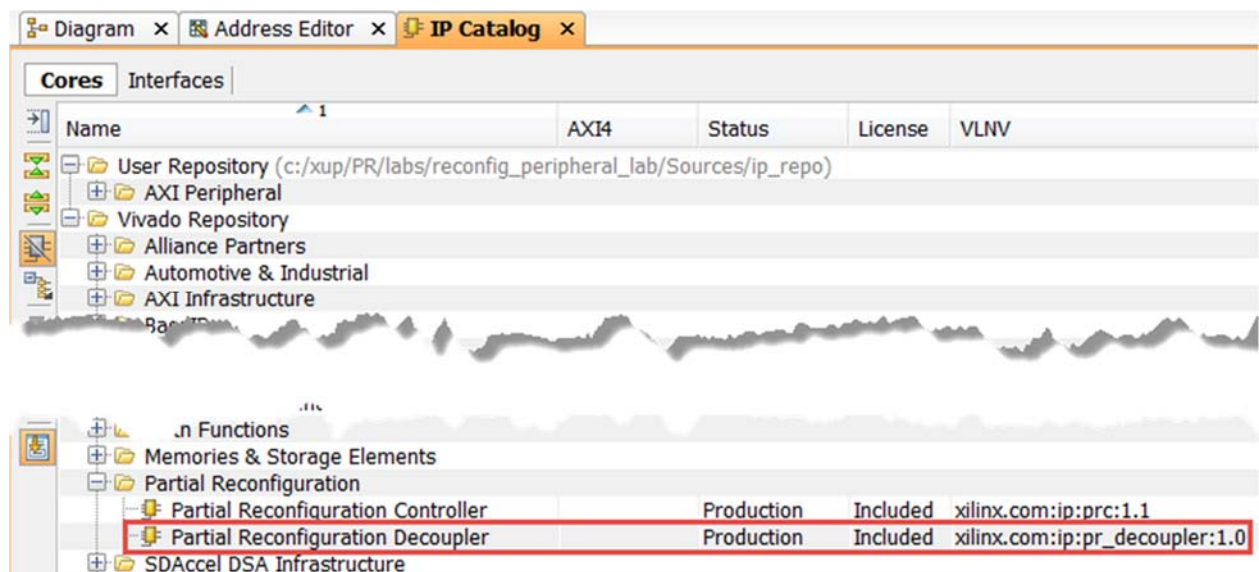 Diagram × Address Editor × IP Catalog ×
Cores Interfaces
1
Name AXI4 Status License VLNV
User Repository (c:/xup/PR/labs/reconfig_peripheral_lab/Sources/ip_repo)
AXI Peripheral
Vivado Repository
Alliance Partners
Automotive & Industrial
AXI Infrastructure
Functions
Memories & Storage Elements
Partial Reconfiguration
Partial Reconfiguration Controller Production Included xilinx.com:ip:prc:1.1
Partial Reconfiguration Decoupler Production Included xilinx.com:ip:pr_decoupler:1.0
SDAccel DSA Infrastructure